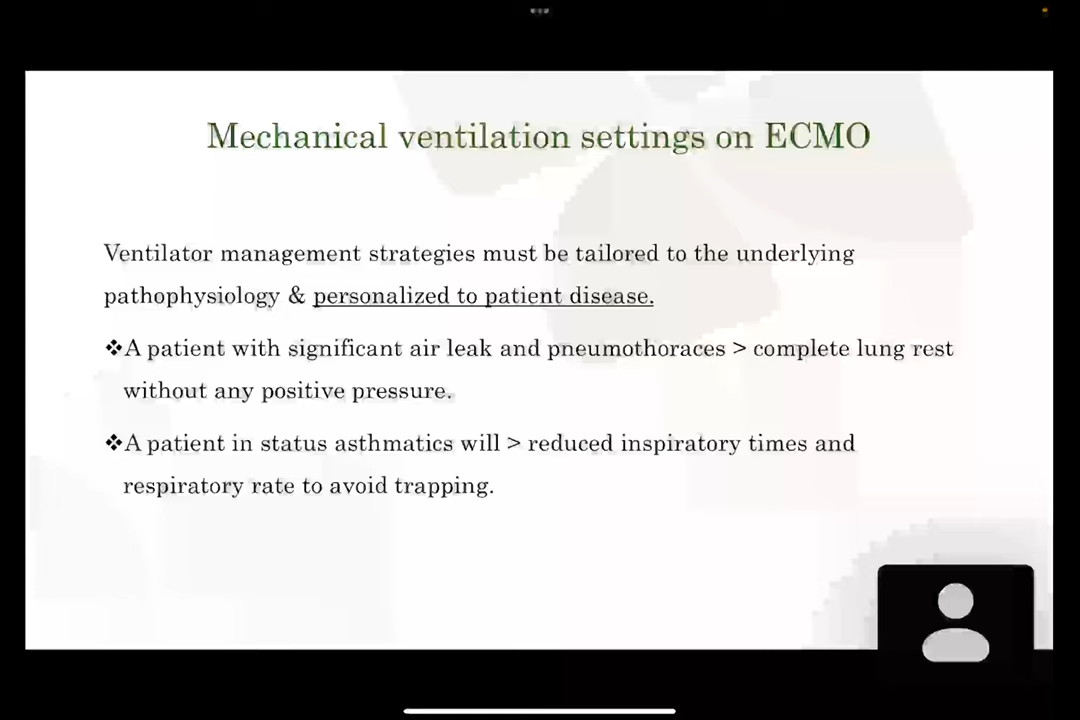 Mechanical ventilation settings on ECMO
Ventilator management strategies must be tailored to the underlying
pathophysiology & personalized to patient disease.
❖A patient with significant air leak and pneumothoraces > complete lung rest
without any positive pressure.
❖A patient in status asthmatics will > reduced inspiratory times and
respiratory rate to avoid trapping.